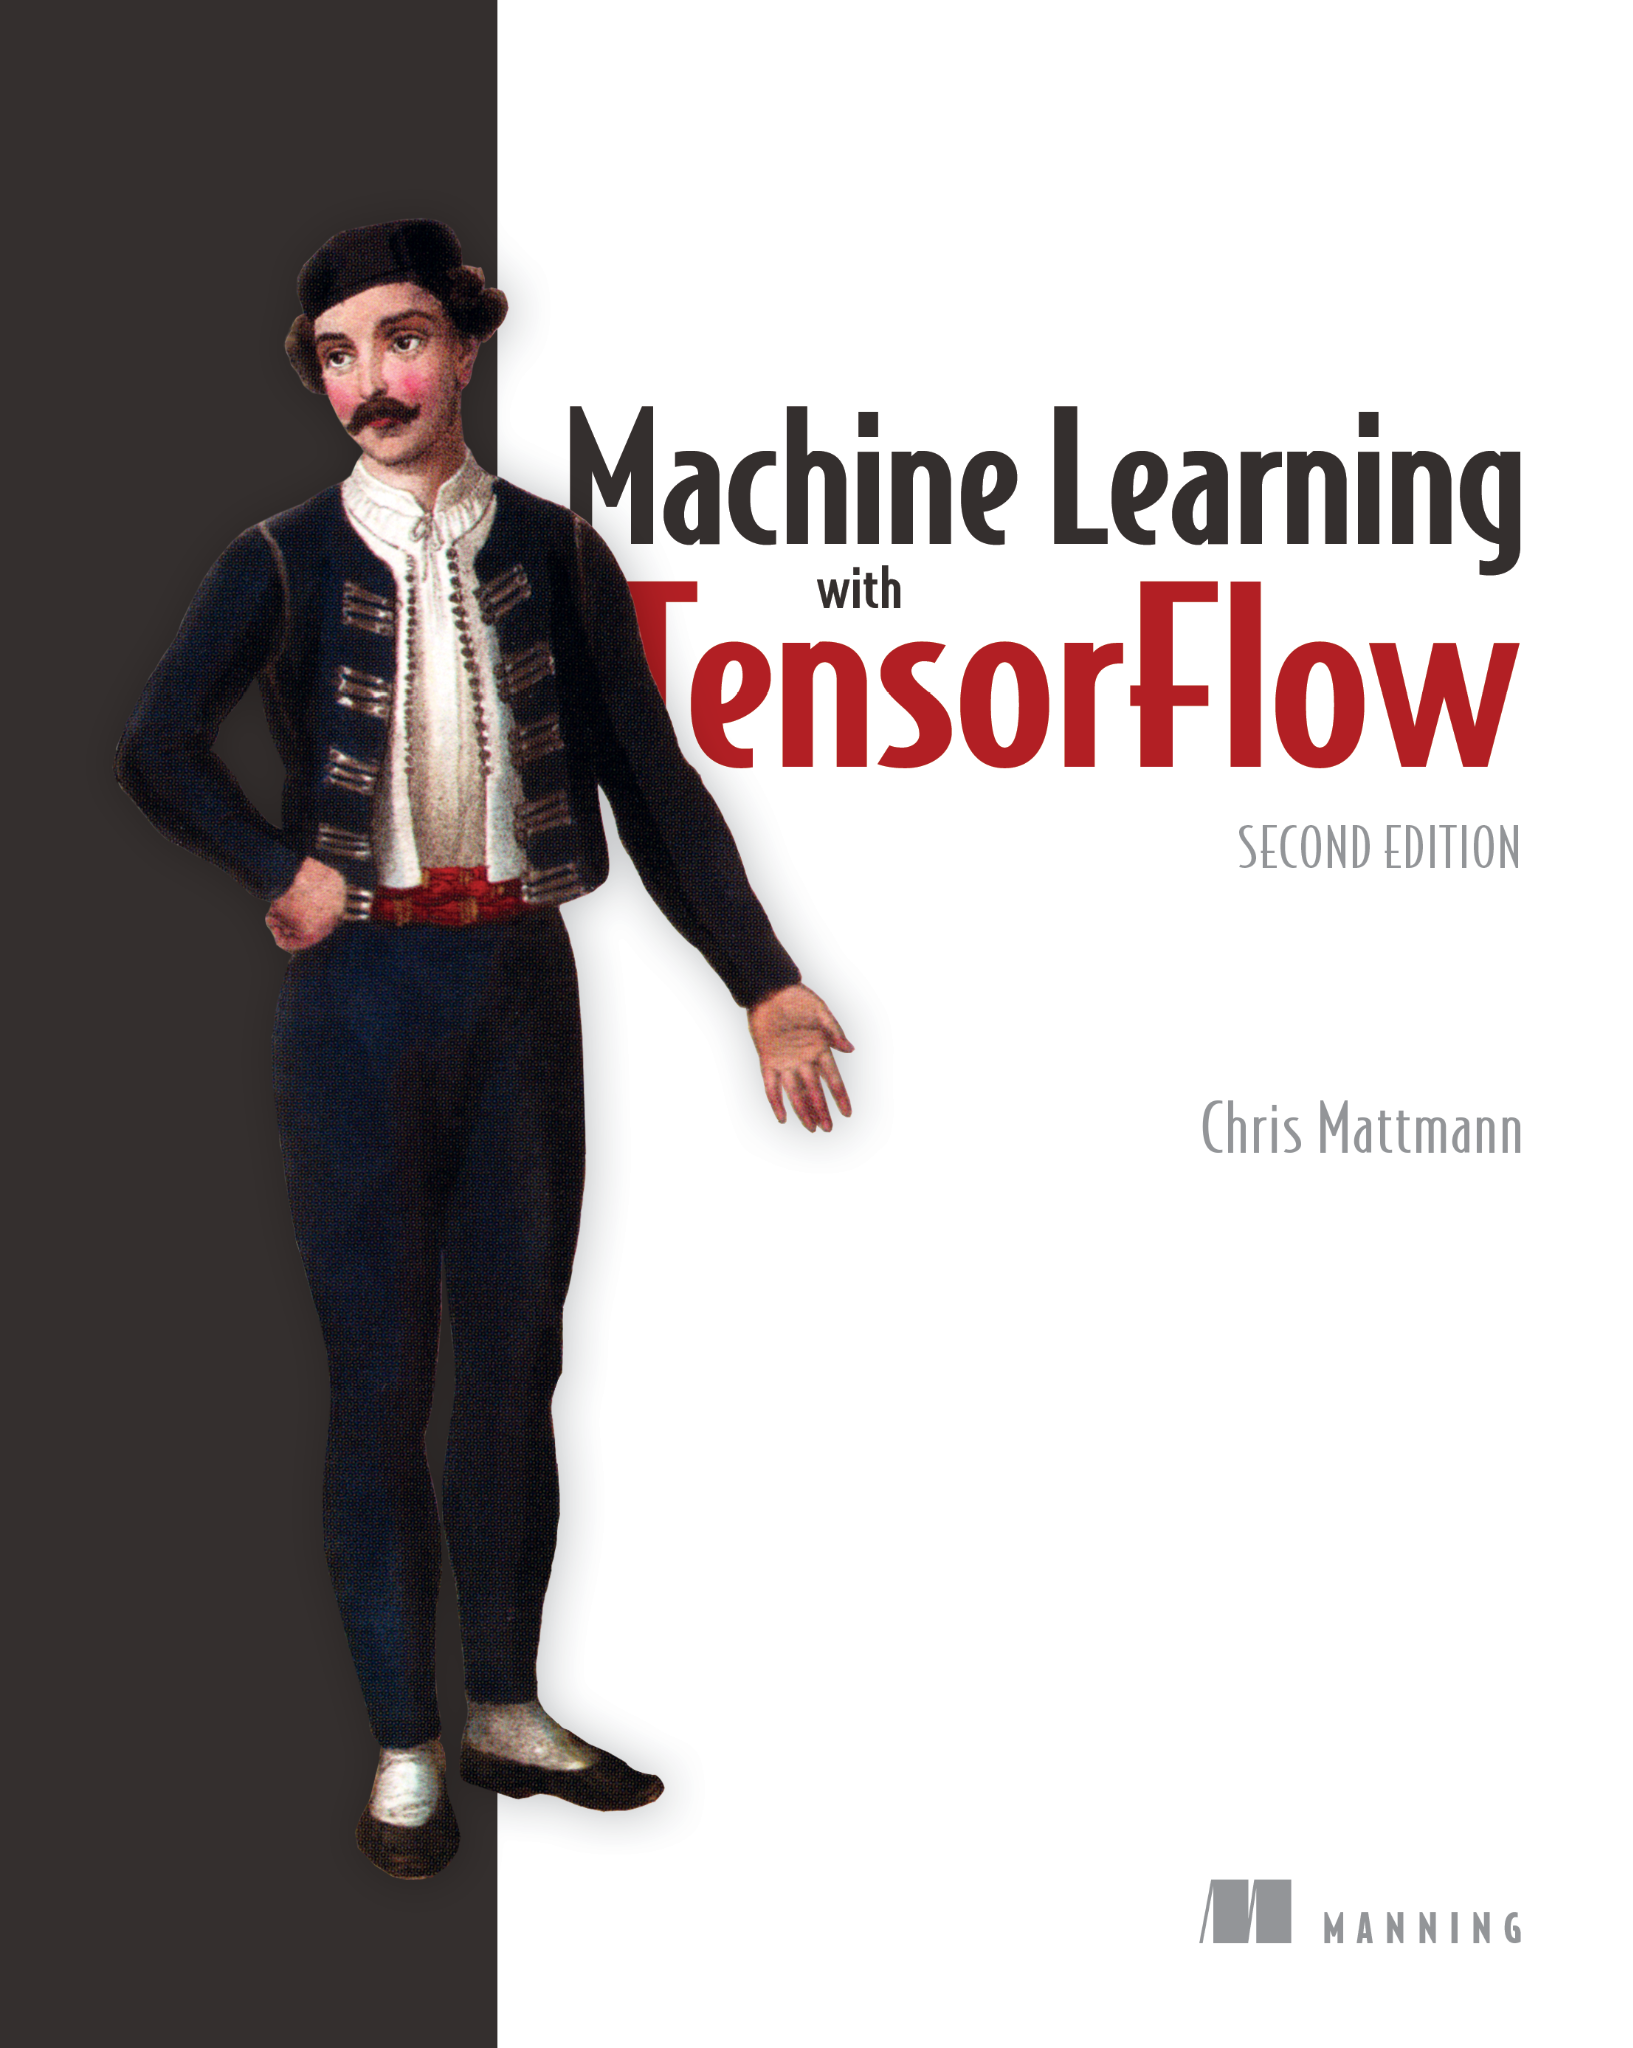 Machine Learning
with
TensorFlow
SECOND EDITION
Chris Mattmann
MANNING